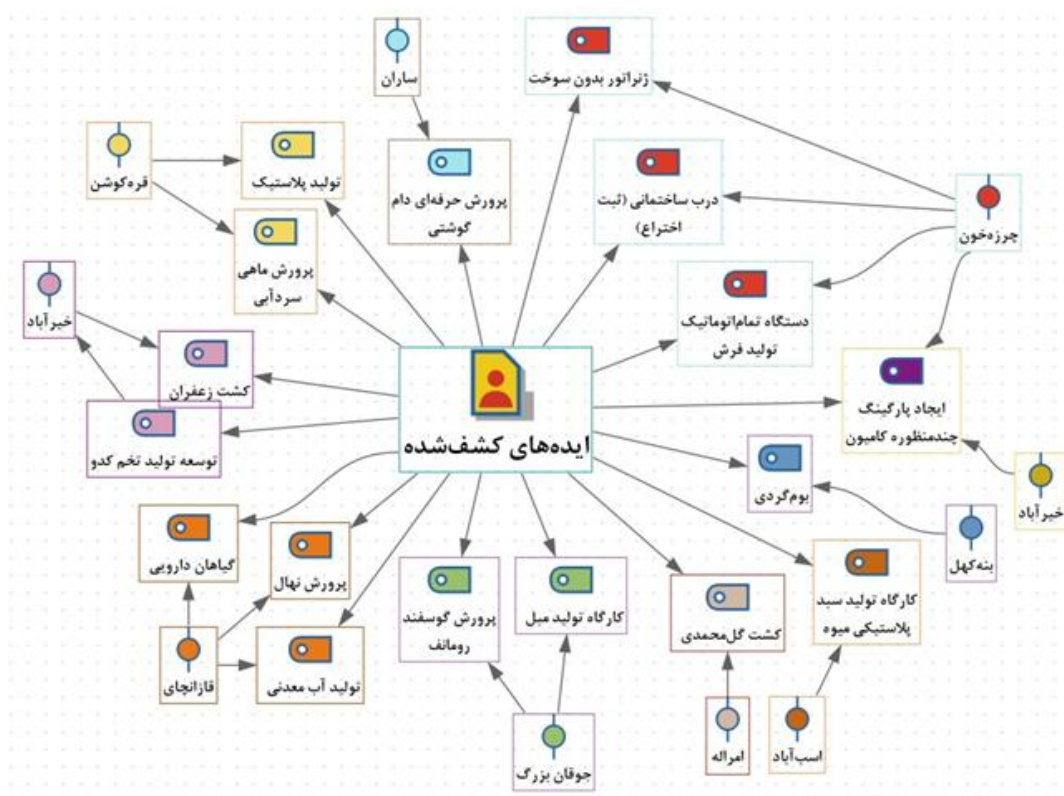 ساران
ژنراتور بدون سوخت
قره‌کوشن
تولید پلاستیک
پرورش حرفه‌ای دام
گوشتی
درب ساختمانی (ثبت
اختراع)
چرزه‌خون
پرورش ماهی
سردآبی
خیرآباد
دستگاه تمام‌اتوماتیک
تولید فرش
کشت زعفران
ایجاد پارگینگ
چندمنظوره کامیون
ایده‌های کشف‌شده
توسعه تولید تخم کدو
بوم‌گردی
خیرآباد
گیاهان دارویی
پرورش نهال
بنه‌کهل
پرورش گوسفند
رومانف
کارگاه تولید مبل
کشت گل‌محمدی
کارگاه تولید سبد
پلاستیکی میوه
قازانچای
تولید آب معدنی
جوقان بزرگ
امراله
اسب‌آباد